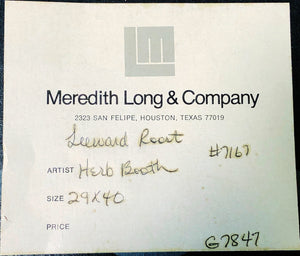 LM
Meredith Long & Company
2323 SAN FELIPE, HOUSTON, TEXAS 77019
Leeward Roost
#7167
ARTIST Herb Booth
SIZE 29X40
PRICE
G7847